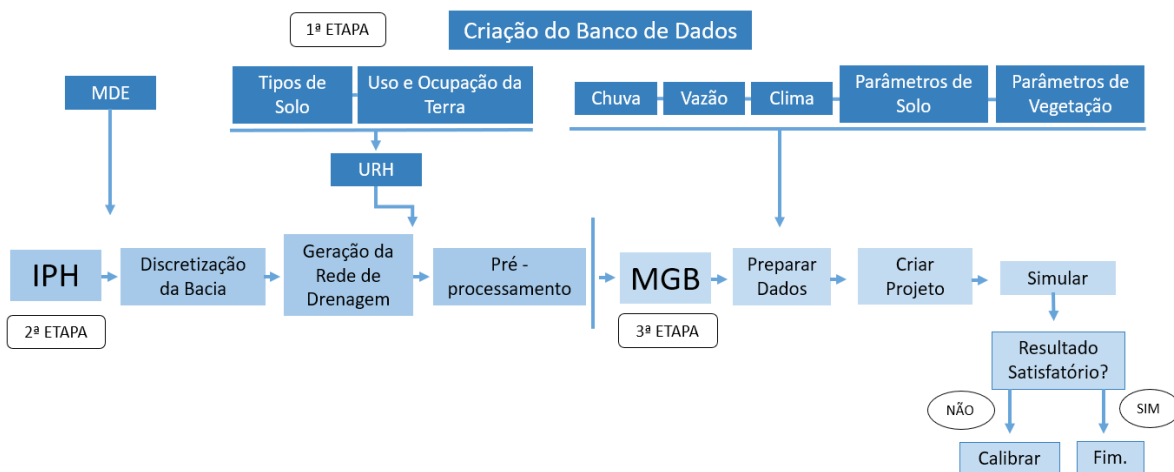 1ª ETAPA
Criação do Banco de Dados
MDE
Tipos de
Solo
Uso e Ocupação da
Terra
Chuva
Vazão
Clima
Parâmetros de
Solo
Parâmetros de
Vegetação
URH
IPH
Discretização
da Bacia
Geração da
Rede de
Drenagem
Pré -
processamento
MGB
Preparar
Dados
Criar
Projeto
Simular
2ª ETAPA
3ª ETAPA
Resultado
Satisfatório?
NÃO
SIM
Calibrar
Fim.